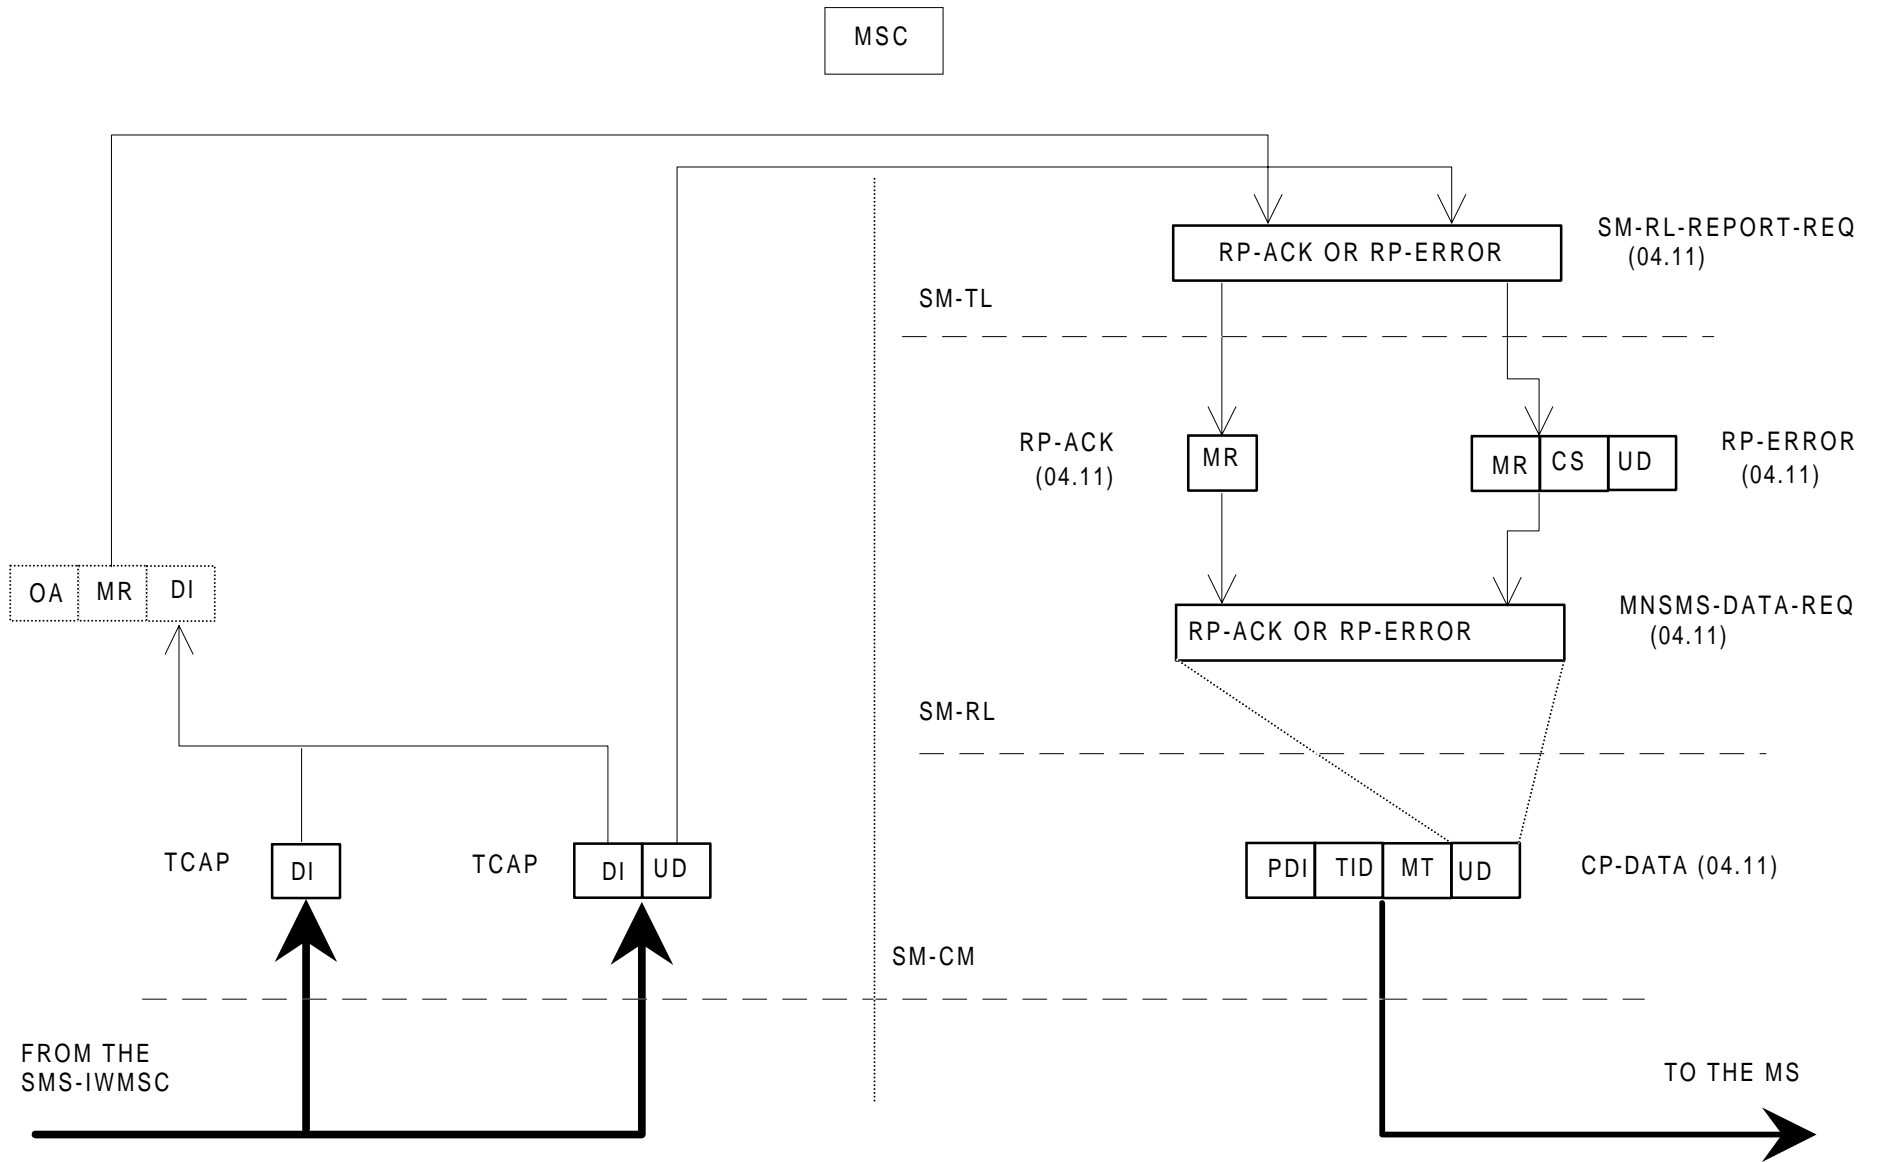 MSC
SM-RL-REPORT-REQ
(04.11)
RP-ACK OR RP-ERROR
SM-TL
RP-ACK
(04.11)
MR
MR CS UD
RP-ERROR
(04.11)
OA MR DI
MNSMS-DATA-REQ
(04.11)
RP-ACK OR RP-ERROR
SM-RL
TCAP
DI
TCAP
DI UD
PDI TID MT UD
CP-DATA (04.11)
SM-CM
FROM THE
SMS-IWMSC
TO THE MS